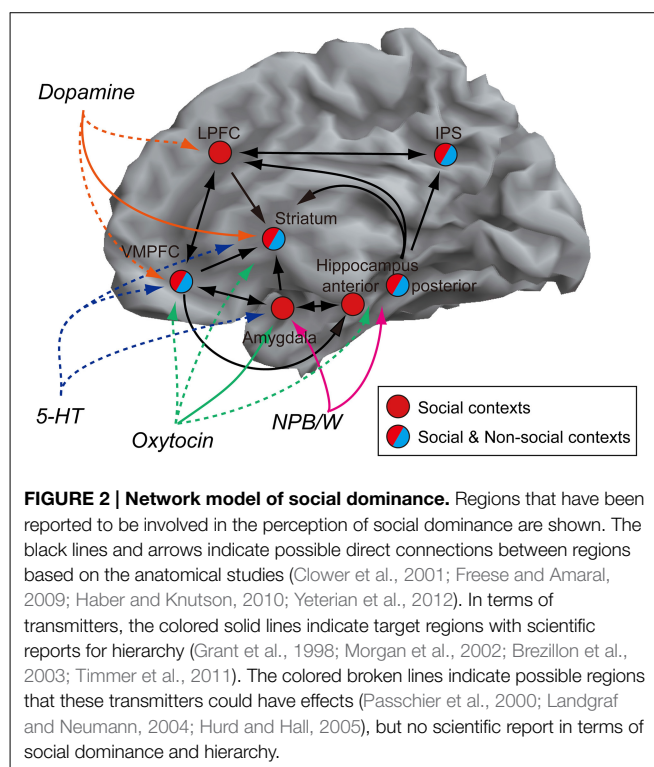 Dopamine
LPFC
IPS
Striatum
VMPFC
Hippocampus
anterior
posterior
Amygdala
5-HT
Oxytocin
NPB/W
Social contexts
Social & Non-social contexts
FIGURE 2 | Network model of social dominance. Regions that have been
reported to be involved in the perception of social dominance are shown. The
black lines and arrows indicate possible direct connections between regions
based on the anatomical studies (Clower et al., 2001; Freese and Amaral,
2009; Haber and Knutson, 2010; Yeterian et al., 2012). In terms of
transmitters, the colored solid lines indicate target regions with scientific
reports for hierarchy (Grant et al., 1998; Morgan et al., 2002; Brezillon et al.,
2003; Timmer et al., 2011). The colored broken lines indicate possible regions
that these transmitters could have effects (Passchier et al., 2000; Landgraf
and Neumann, 2004; Hurd and Hall, 2005), but no scientific report in terms of
social dominance and hierarchy.